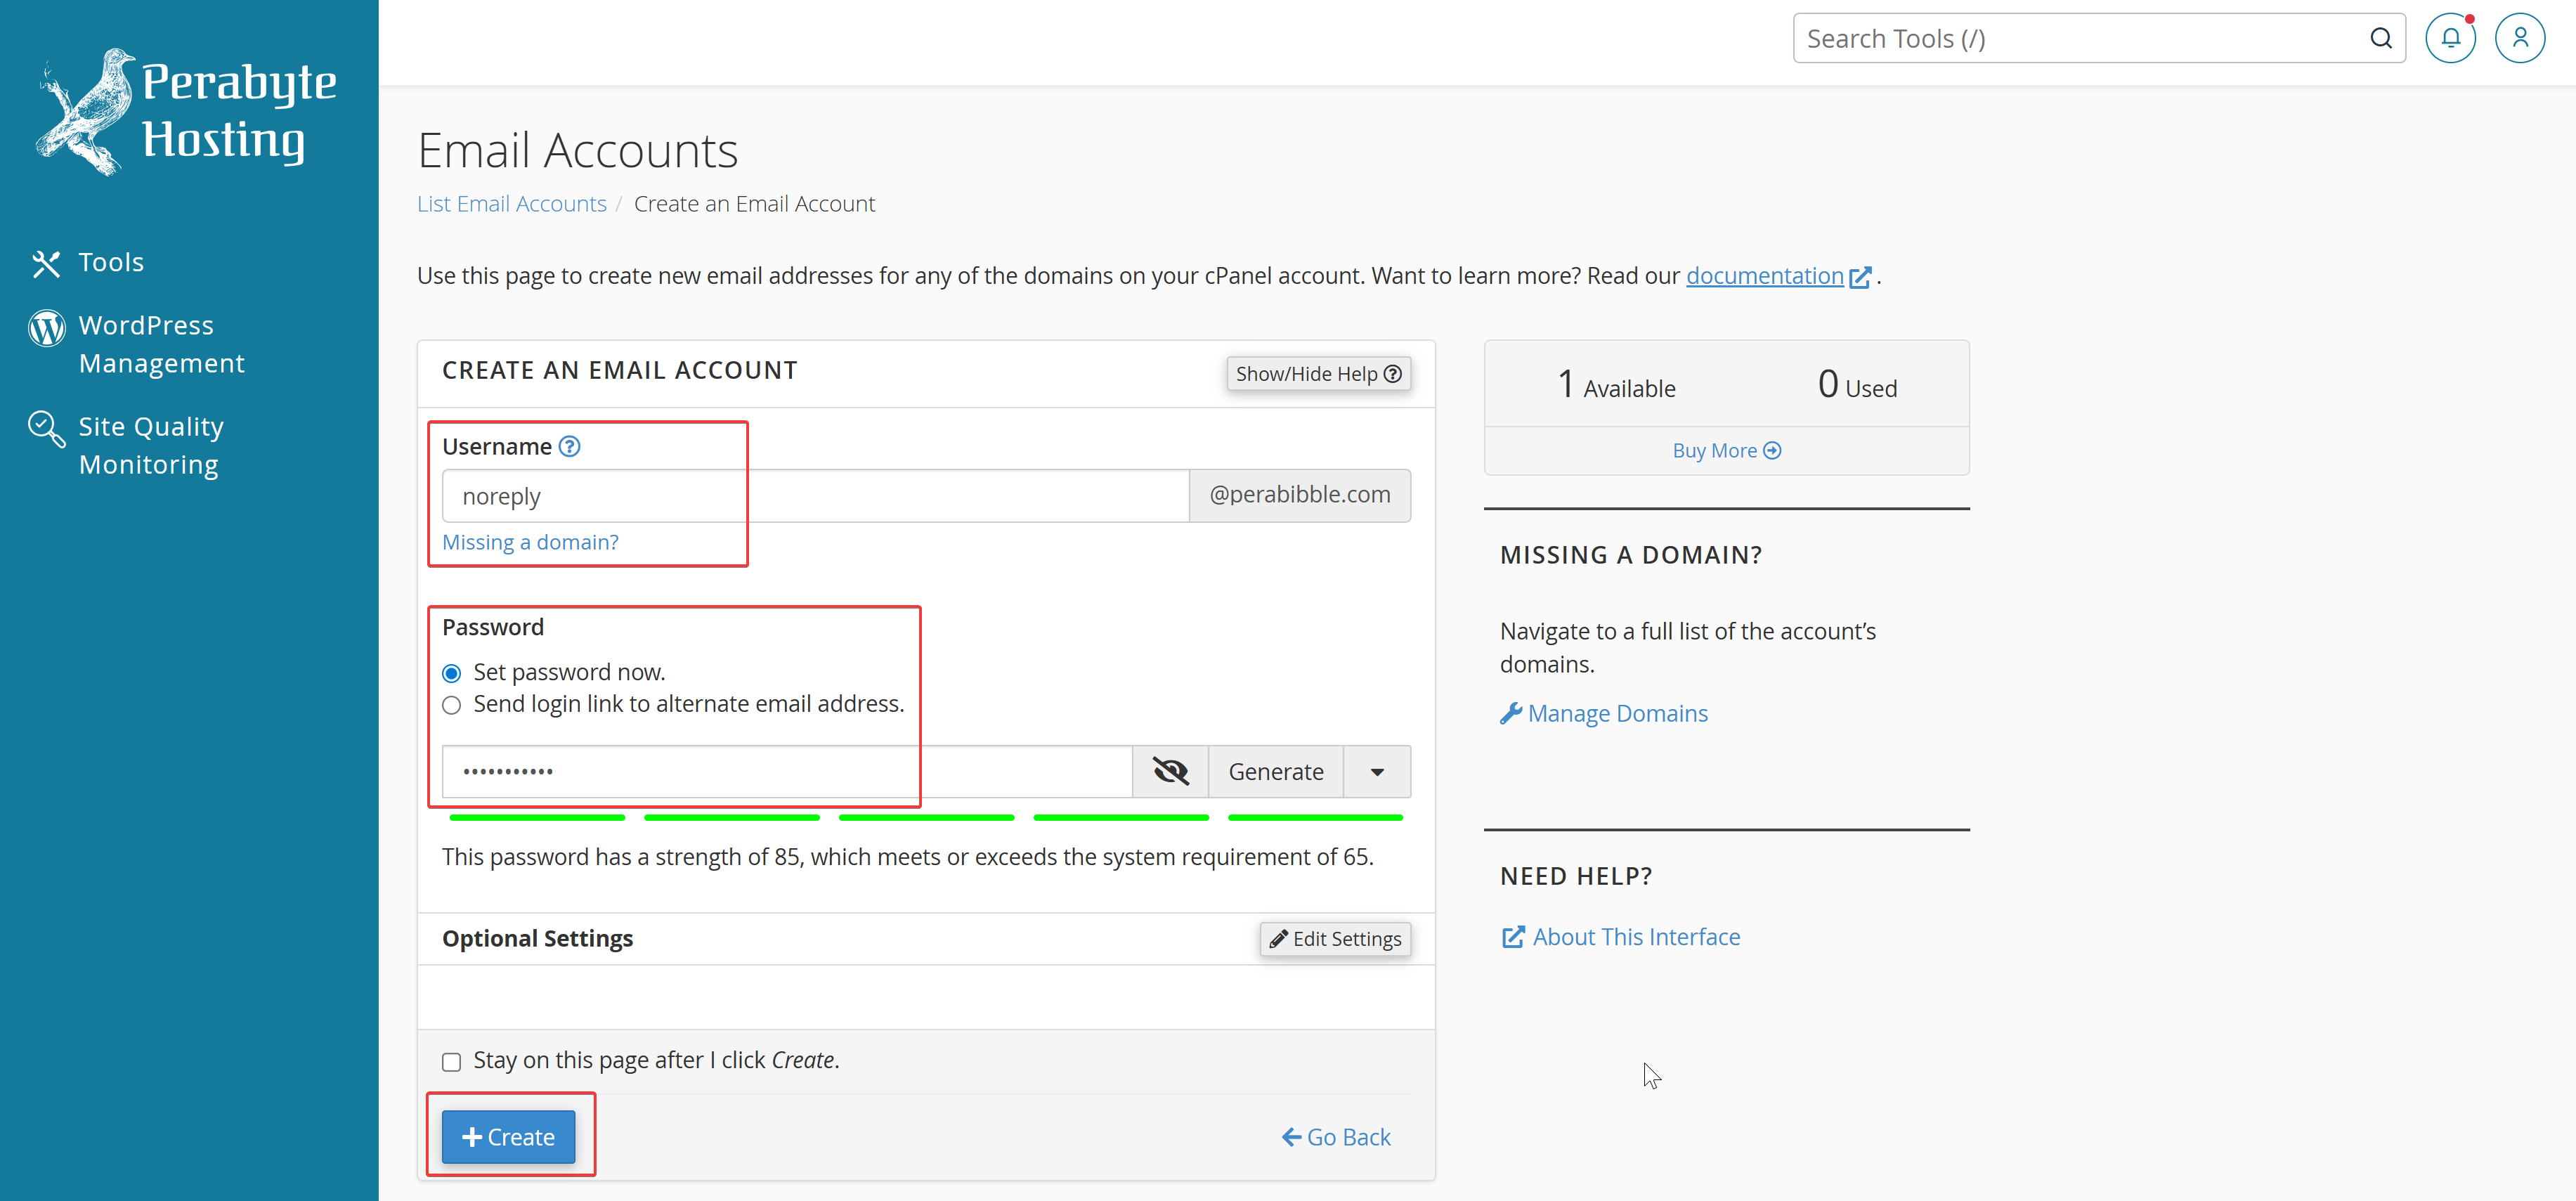 Perabyte
Hosting
Search Tools (/)
Tools
WordPress
Management
Site Quality
Monitoring
Email Accounts
List Email Accounts / Create an Email Account
Use this page to create new email addresses for any of the domains on your cPanel account. Want to learn more? Read our documentation .
CREATE AN EMAIL ACCOUNT
Show/Hide Help
Username
noreply
@perabibble.com
Missing a domain?
Password
Set password now.
Send login link to alternate email address.
•••••••••••
Generate
This password has a strength of 85, which meets or exceeds the system requirement of 65.
Optional Settings
Edit Settings
Stay on this page after I click Create.
Create
Go Back
1 Available
0 Used
Buy More
MISSING A DOMAIN?
Navigate to a full list of the account’s
domains.
Manage Domains
NEED HELP?
About This Interface